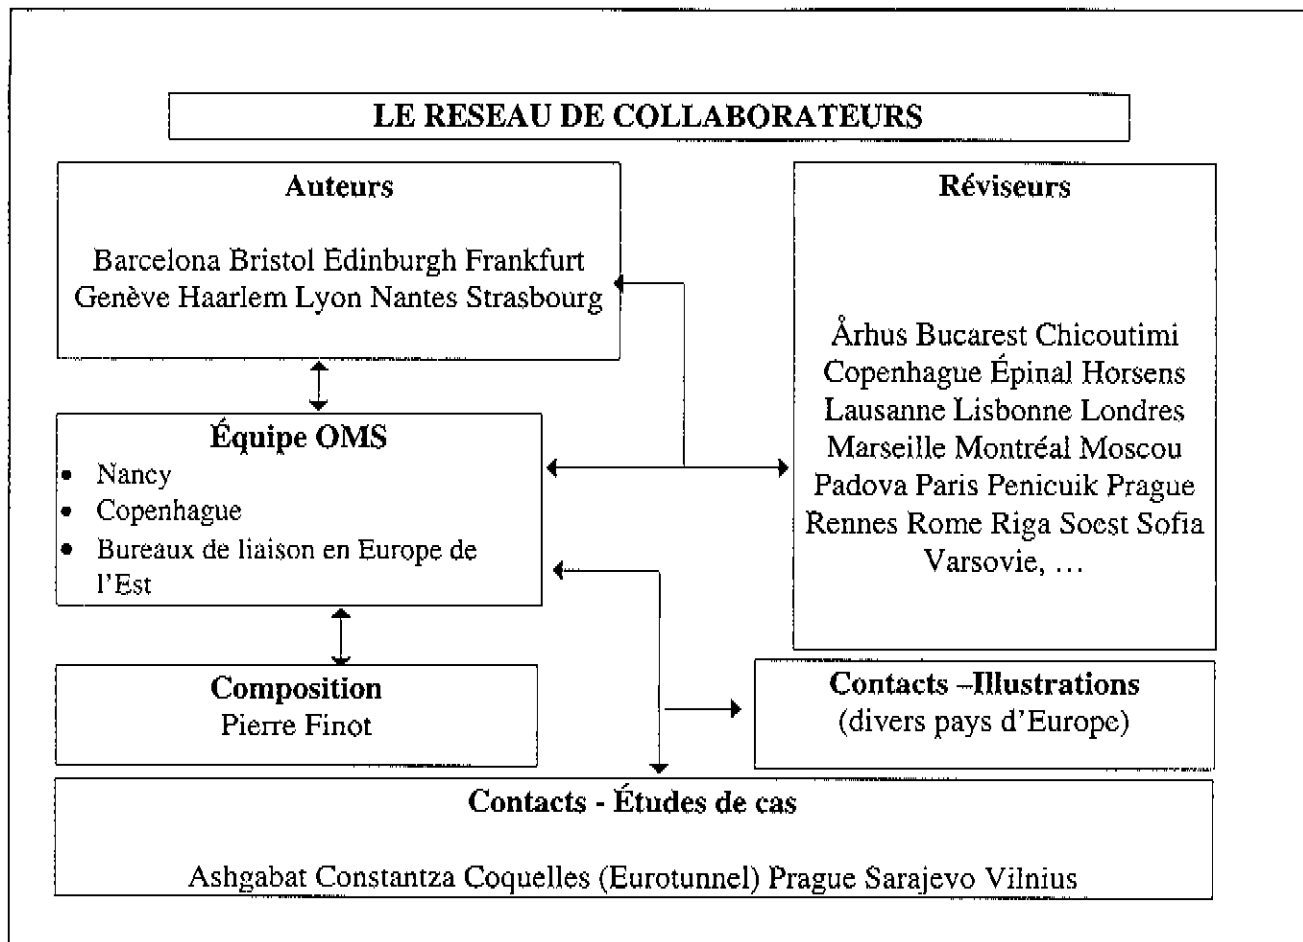 LE RESEAU DE COLLABORATEURS
Auteurs
Barcelona Bristol Edinburgh Frankfurt
Genève Haarlem Lyon Nantes Strasbourg
Réviseurs
Århus Bucarest Chicoutimi
Copenhague Épinal Horsens
Lausanne Lisbonne Londres
Marseille Montréal Moscou
Padova Paris Penicuik Prague
Rennes Rome Riga Soest Sofia
Varsovie, …
Équipe OMS
• Nancy
• Copenhague
• Bureaux de liaison en Europe de
l'Est
Composition
Pierre Finot
Contacts –Illustrations
(divers pays d'Europe)
Contacts - Études de cas
Ashgabat Constantza Coquelles (Eurotunnel) Prague Sarajevo Vilnius